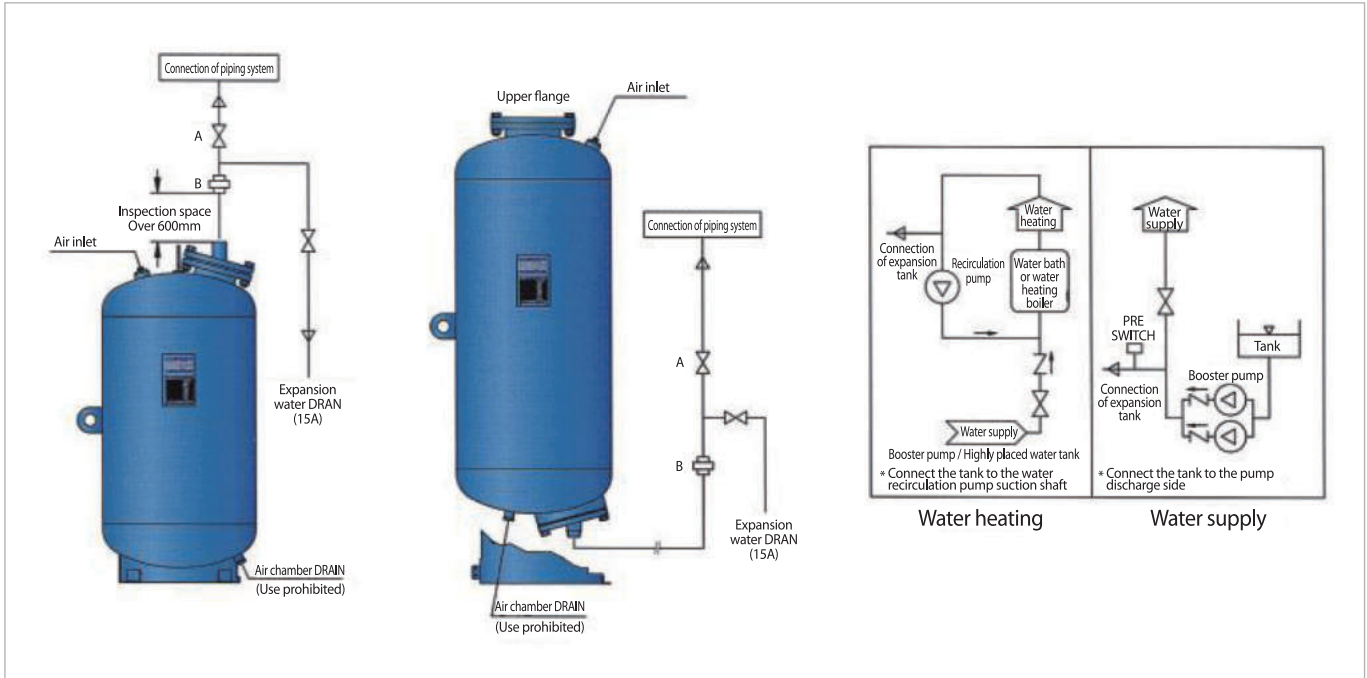 Connection of piping system
A
B
Inspection space
Over 600mm
Air inlet
Expansion
water DRAN
(15A)
Air chamber DRAIN
(Use prohibited)
Upper flange
Air inlet
Connection of piping system
A
B
Expansion
water DRAN
(15A)
Air chamber DRAIN
(Use prohibited)
Water
heating
Connection
of expansion
tank
Recirculation
pump
Water bath
or water
heating
boiler
Water supply
Booster pump / Highly placed water tank
* Connect the tank to the water
recirculation pump suction shaft
Water heating
Water
supply
PRE
SWITCH
Tank
Connection
of expansion
tank
Booster pump
* Connect the tank to the pump
discharge side
Water supply